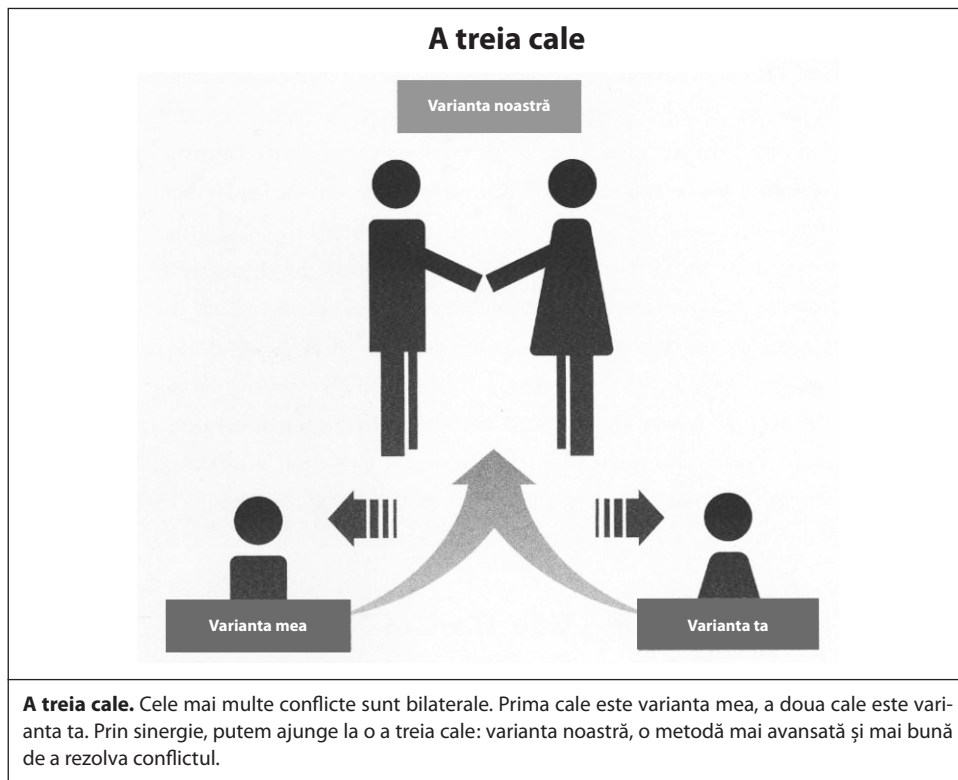 A treia cale
Varianta noastră
Varianta mea
Varianta ta
A treia cale. Cele mai multe conflicte sunt bilaterale. Prima cale este varianta mea, a doua cale este vari-
anta ta. Prin sinergie, putem ajunge la o a treia cale: varianta noastră, o metodă mai avansată și mai bună
de a rezolva conflictul.